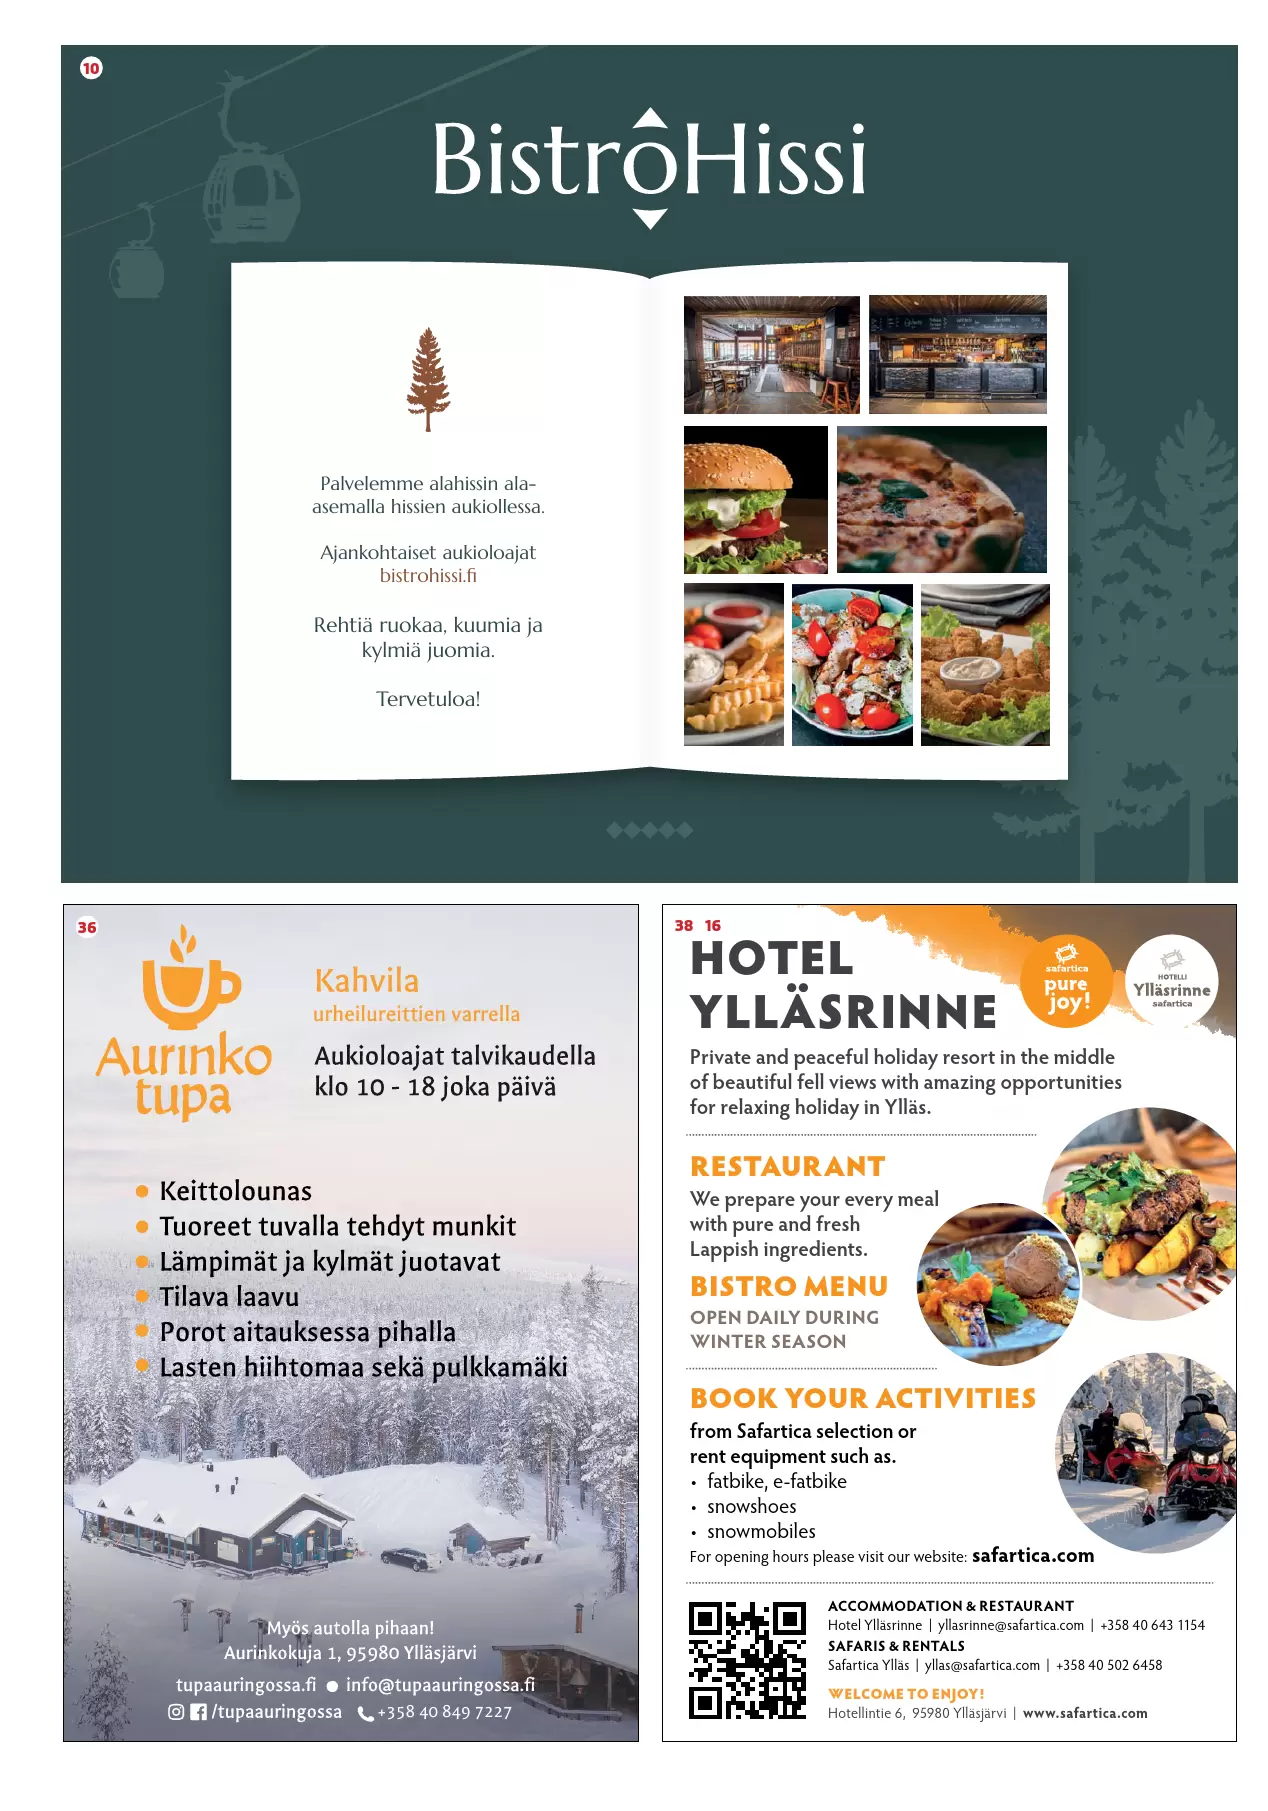 10
BistroHissi
Palvelemme alahissin ala-
asemalla hissien aukiollessa.
Ajankohtaiset aukioloajat
bistrohissi.fi
Rehtiä ruokaa, kuumia ja
kylmiä juomia.
Tervetuloa!
36
Aurinko
tupa
Kahvila
urheilureittien varrella
Aukioloajat talvikaudella
klo 10 - 18 joka päivä
• Keittolounas
• Tuoreet tuvalla tehdyt munkit
• Lämpimät ja kylmät juotavat
• Tilava laavu
• Porot aitauksessa pihalla
• Lasten hiihtomaa sekä pulkkamäki
Myös autolla pihaan!
Aurinkokuja 1, 95980 Ylläsjärvi
tupaauringossa.fi ● info@tupaauringossa.fi
/tupaauringossa +358 40 849 7227
38 16
HOTEL
YLLÄSRINNE
safartica
pure
joy!
HOTELLI
Ylläsrinne
safartica
Private and peaceful holiday resort in the middle
of beautiful fell views with amazing opportunities
for relaxing holiday in Ylläs.
RESTAURANT
We prepare your every meal
with pure and fresh
Lappish ingredients.
BISTRO MENU
OPEN DAILY DURING
WINTER SEASON
BOOK YOUR ACTIVITIES
from Safartica selection or
rent equipment such as.
• fatbike, e-fatbike
• snowshoes
• snowmobiles
For opening hours please visit our website: safartica.com
ACCOMMODATION & RESTAURANT
Hotel Ylläsrinne | yllasrinne@safartica.com | +358 40 643 1154
SAFARIS & RENTALS
Safartica Ylläs | yllas@safartica.com | +358 40 502 6458
WELCOME TO ENJOY!
Hotellintie 6, 95980 Ylläsjärvi | www.safartica.com